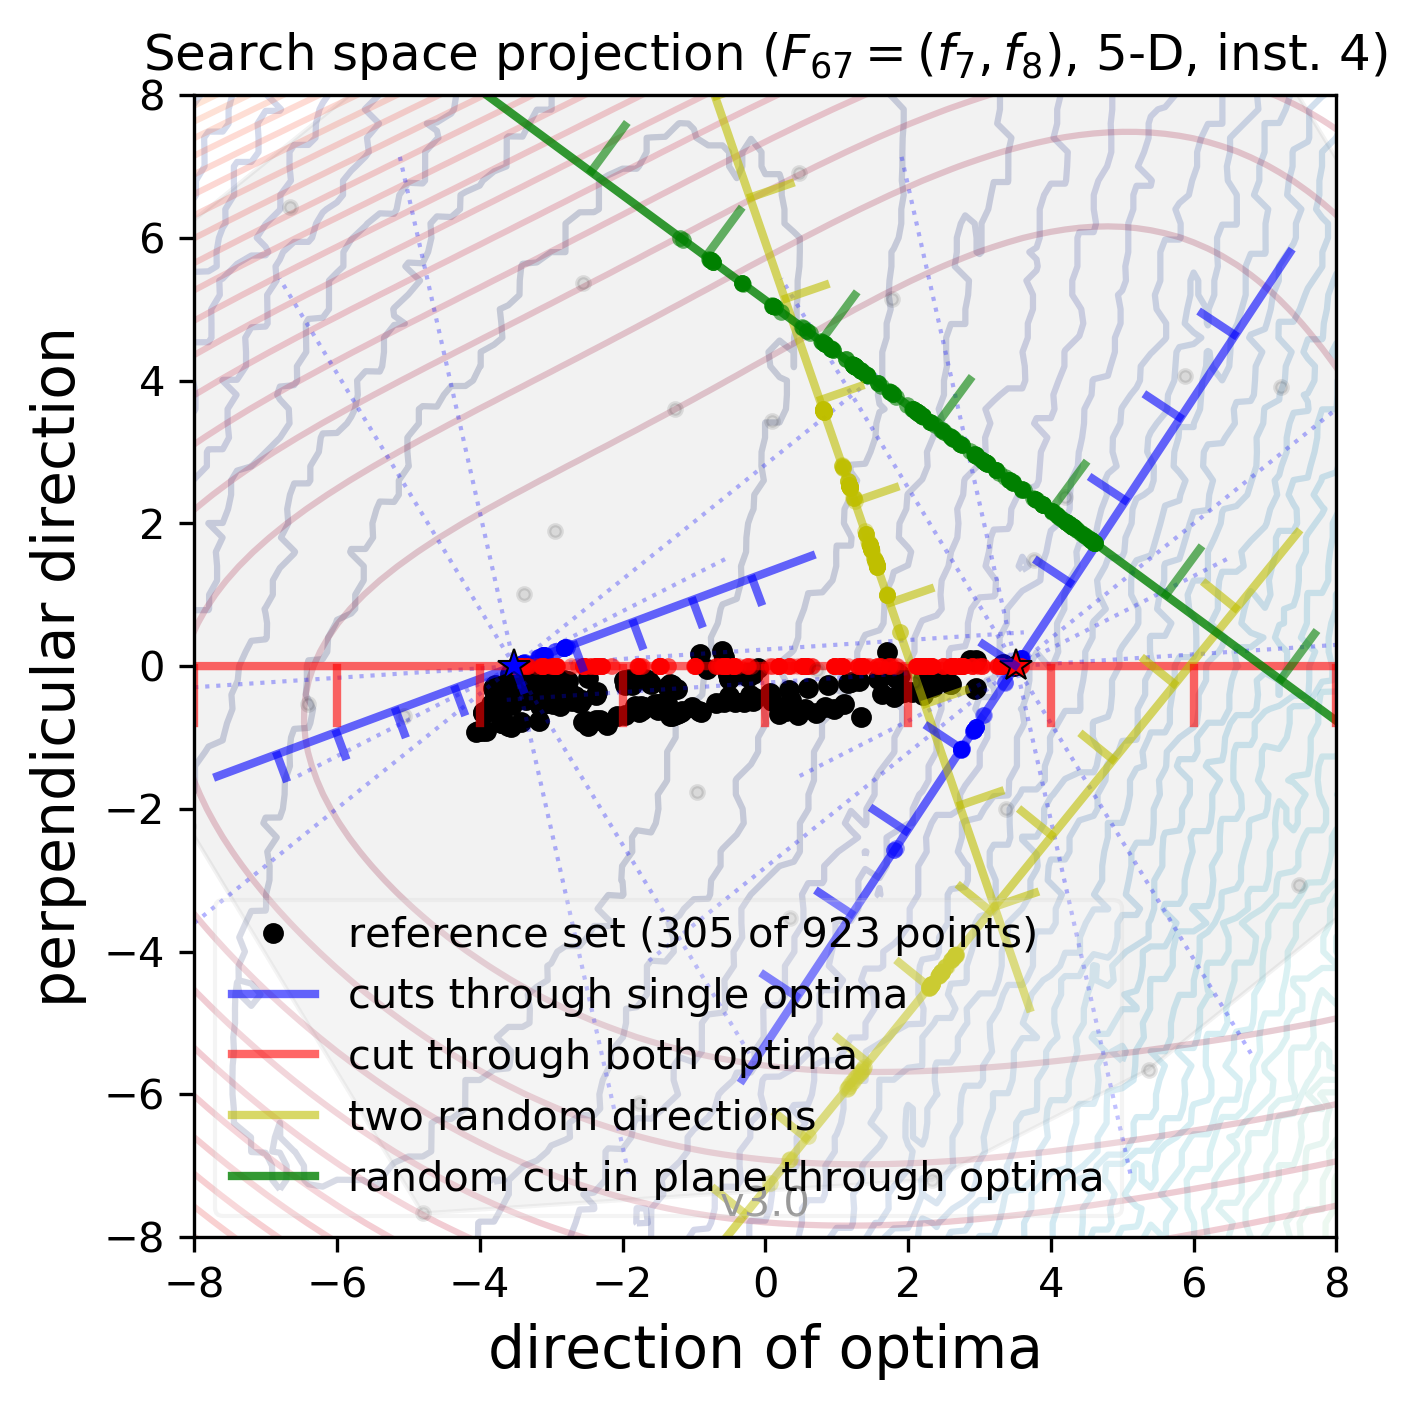 Search space projection (F67 = (f7, f8), 5-D, inst. 4)
8
6
4
2
0
−2
−4
−6
−8
perpendicular direction
reference set (305 of 923 points)
cuts through single optima
cut through both optima
two random directions
random cut in plane through optima
v3.0
−8 −6 −4 −2 0 2 4 6 8
direction of optima